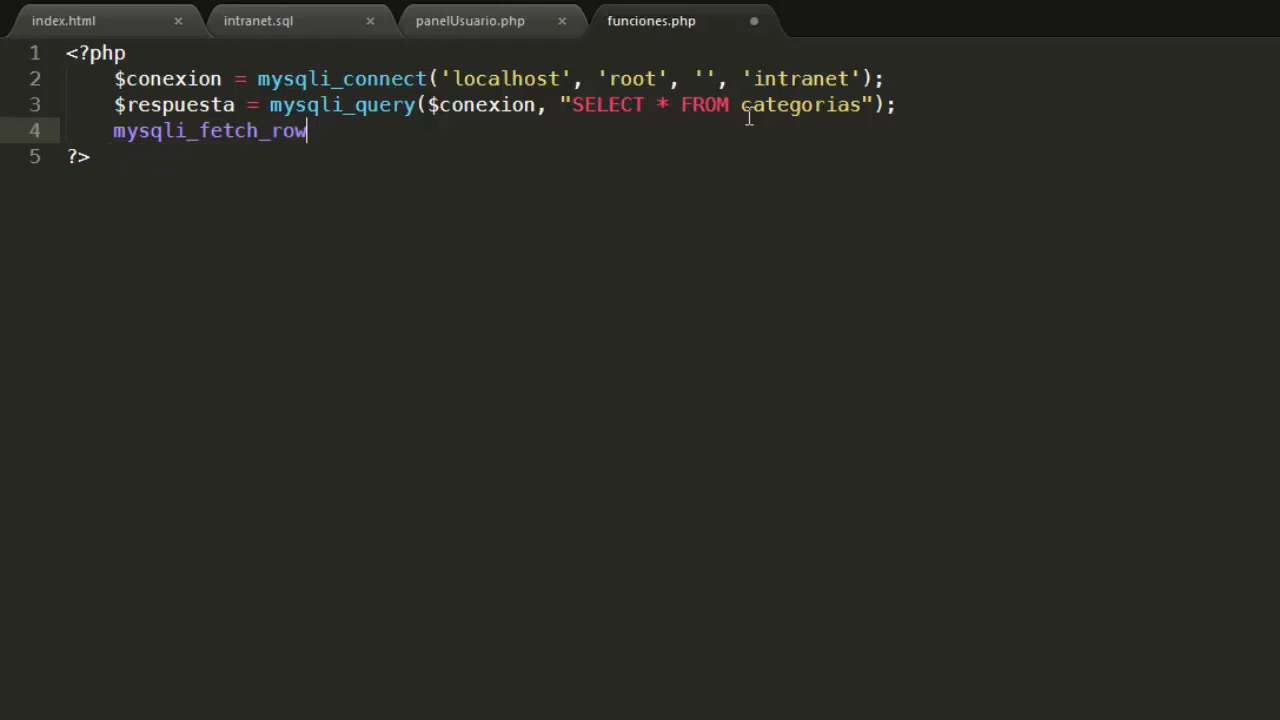 index.html × intranet.sql × panelUsuario.php × funciones.php
1 <?php
2 $conexion = mysqli_connect('localhost', 'root', '', 'intranet');
3 $respuesta = mysqli_query($conexion, "SELECT * FROM categorias");
4 mysqli_fetch_row
5 ?>